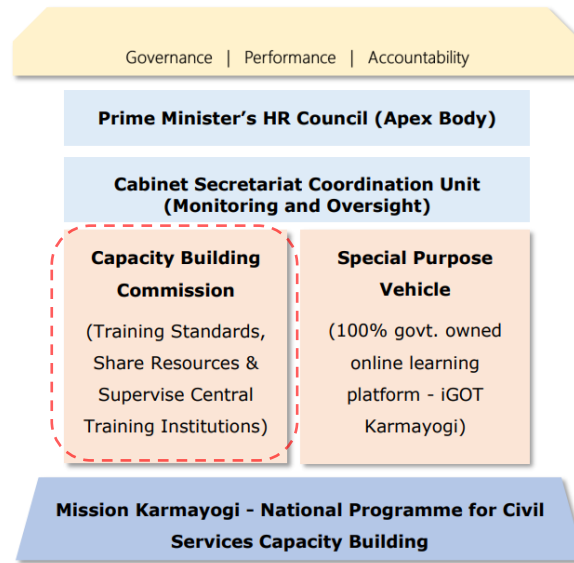 Governance | Performance | Accountability
Prime Minister's HR Council (Apex Body)
Cabinet Secretariat Coordination Unit
(Monitoring and Oversight)
Capacity Building
Commission
(Training Standards,
Share Resources &
Supervise Central
Training Institutions)
Special Purpose
Vehicle
(100% govt. owned
online learning
platform - iGOT
Karmayogi)
Mission Karmayogi - National Programme for Civil
Services Capacity Building